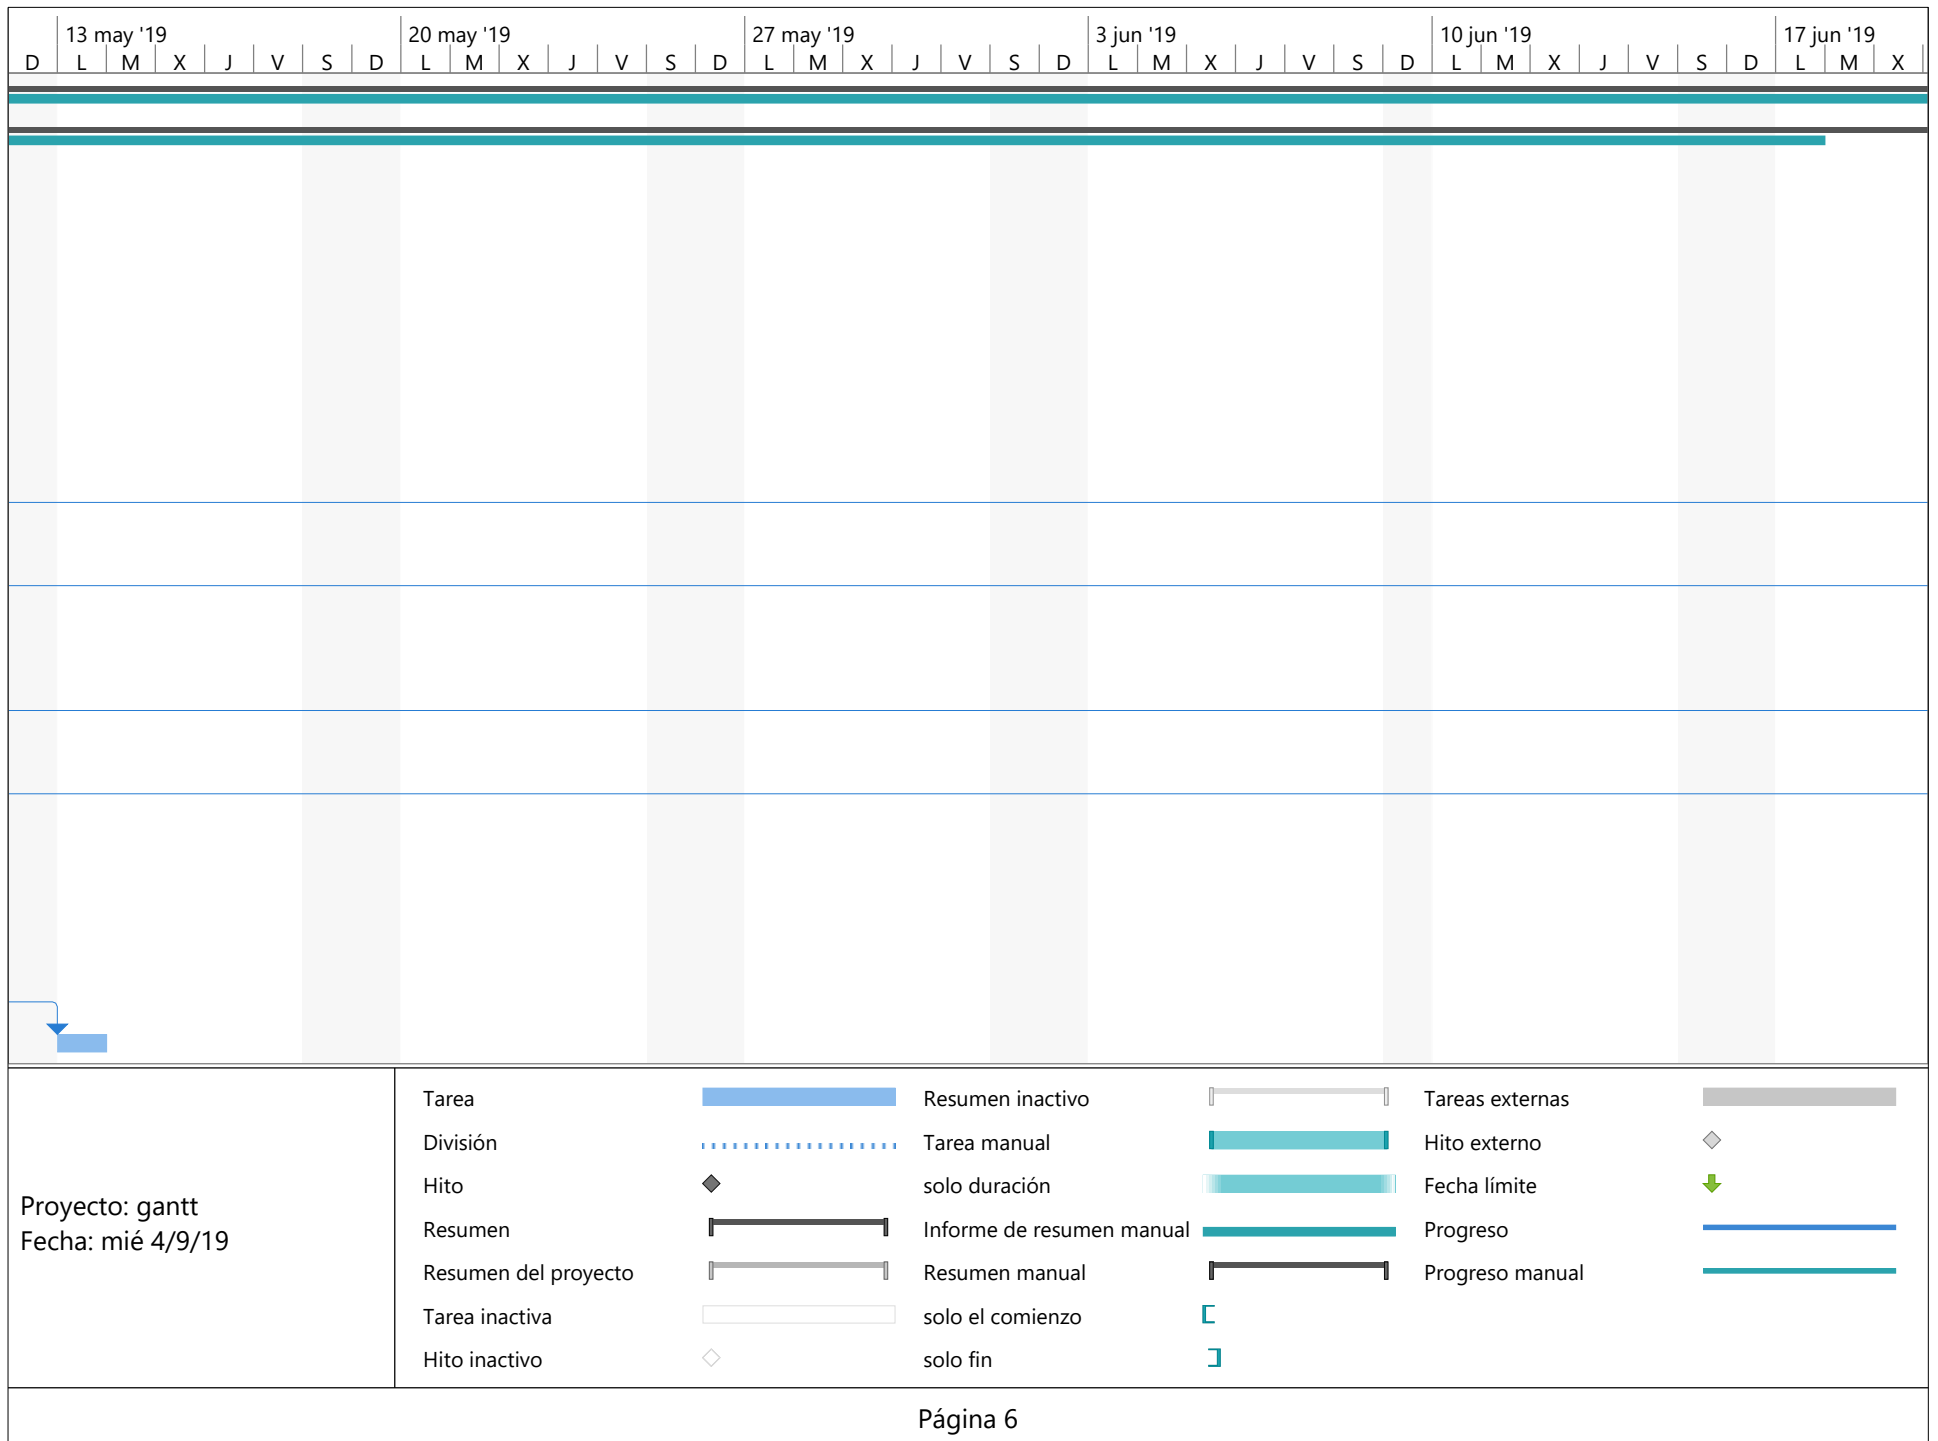 13 may '19 20 may '19 27 may '19 3 jun '19 10 jun '19 17 jun '19
D L M X J V S D L M X J V S D L M X J V S D L M X J V S D L M X J V S D L M X
Proyecto: gantt
Fecha: mié 4/9/19
Tarea
División
Hito
Resumen
Resumen del proyecto
Tarea inactiva
Hito inactivo
Resumen inactivo
Tarea manual
solo duración
Informe de resumen manual
Resumen manual
solo el comienzo
solo fin
Tareas externas
Hito externo
Fecha límite
Progreso
Progreso manual
Página 6